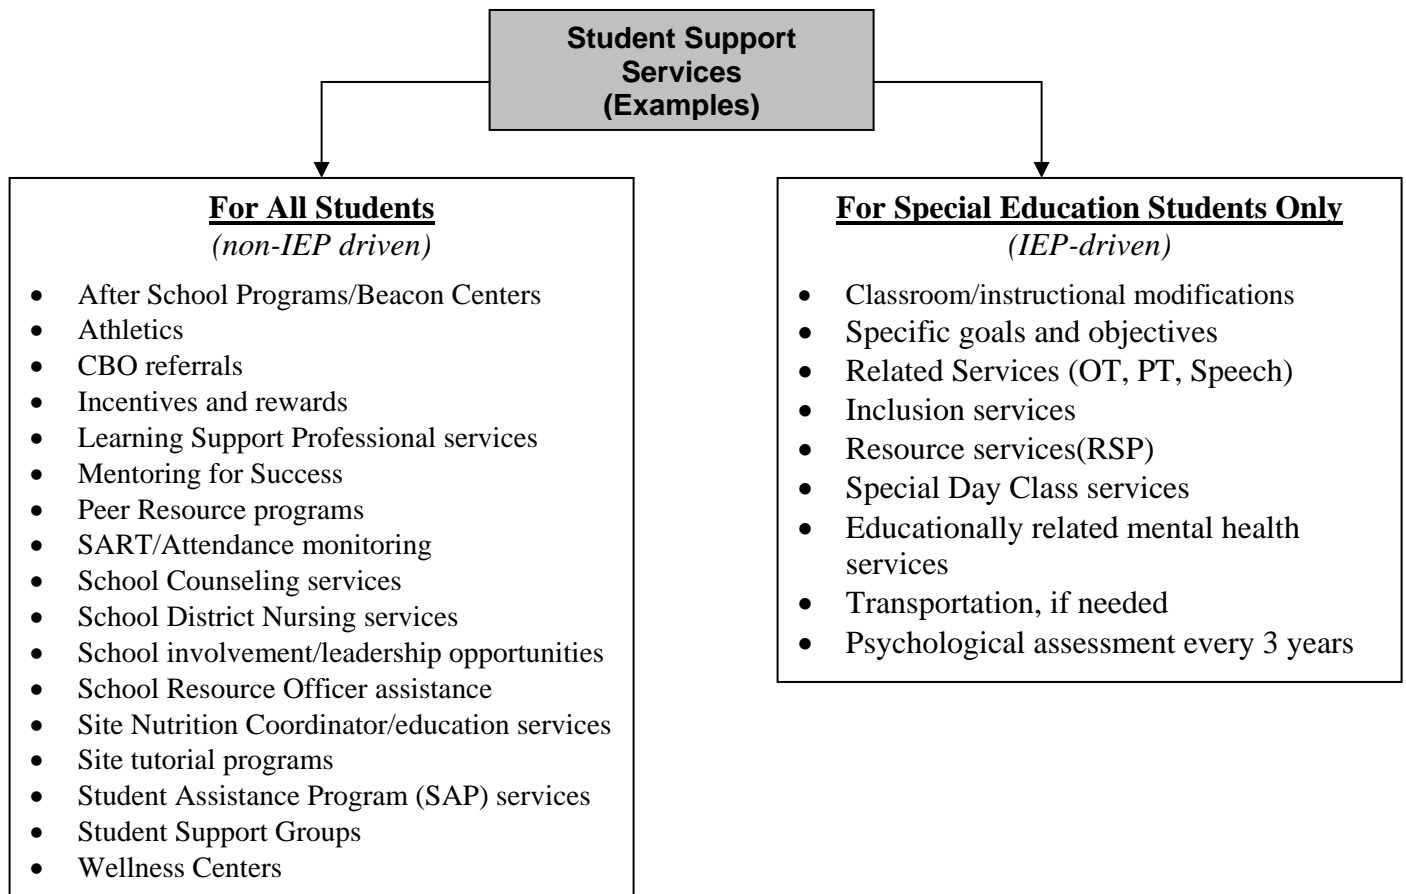 Student Support
Services
(Examples)
For All Students
(non-IEP driven)
• After School Programs/Beacon Centers
• Athletics
• CBO referrals
• Incentives and rewards
• Learning Support Professional services
• Mentoring for Success
• Peer Resource programs
• SART/Attendance monitoring
• School Counseling services
• School District Nursing services
• School involvement/leadership opportunities
• School Resource Officer assistance
• Site Nutrition Coordinator/education services
• Site tutorial programs
• Student Assistance Program (SAP) services
• Student Support Groups
• Wellness Centers
For Special Education Students Only
(IEP-driven)
• Classroom/instructional modifications
• Specific goals and objectives
• Related Services (OT, PT, Speech)
• Inclusion services
• Resource services(RSP)
• Special Day Class services
• Educationally related mental health
services
• Transportation, if needed
• Psychological assessment every 3 years